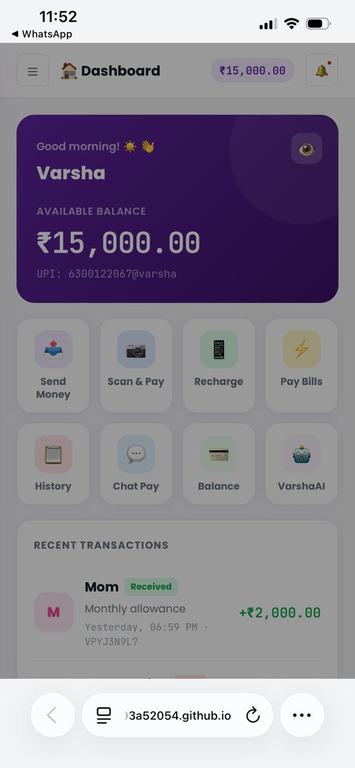 11:52
◀ WhatsApp
Dashboard
₹15,000.00
Good morning!
Varsha
AVAILABLE BALANCE
₹15,000.00
UPI: 6300122067@varsha
Send Money
Scan & Pay
Recharge
Pay Bills
History
Chat Pay
Balance
VarshaAI
RECENT TRANSACTIONS
M
Mom Received
Monthly allowance
+₹2,000.00
Yesterday, 06:59 PM ·
VPYJ3N9L7
3a52054.github.io